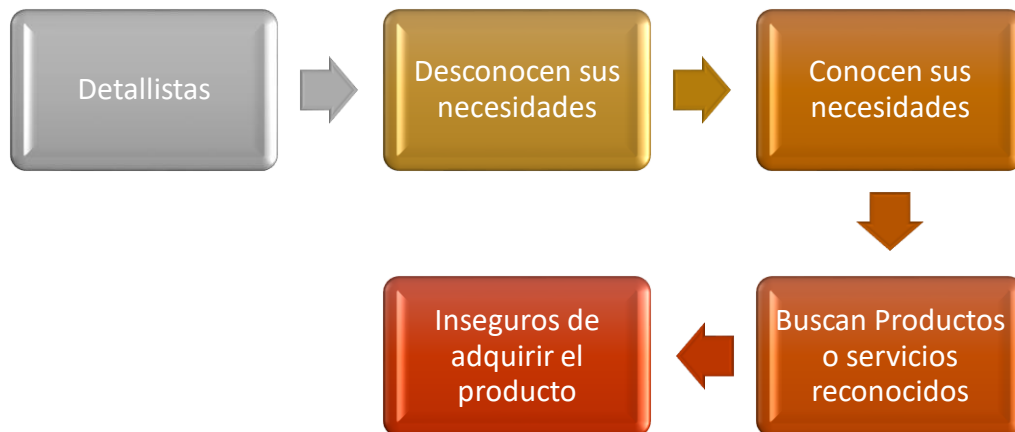 Detallistas
Desconocen sus
necesidades
Conocen sus
necesidades
Buscan Productos
o servicios
reconocidos
Inseguros de
adquirir el
producto